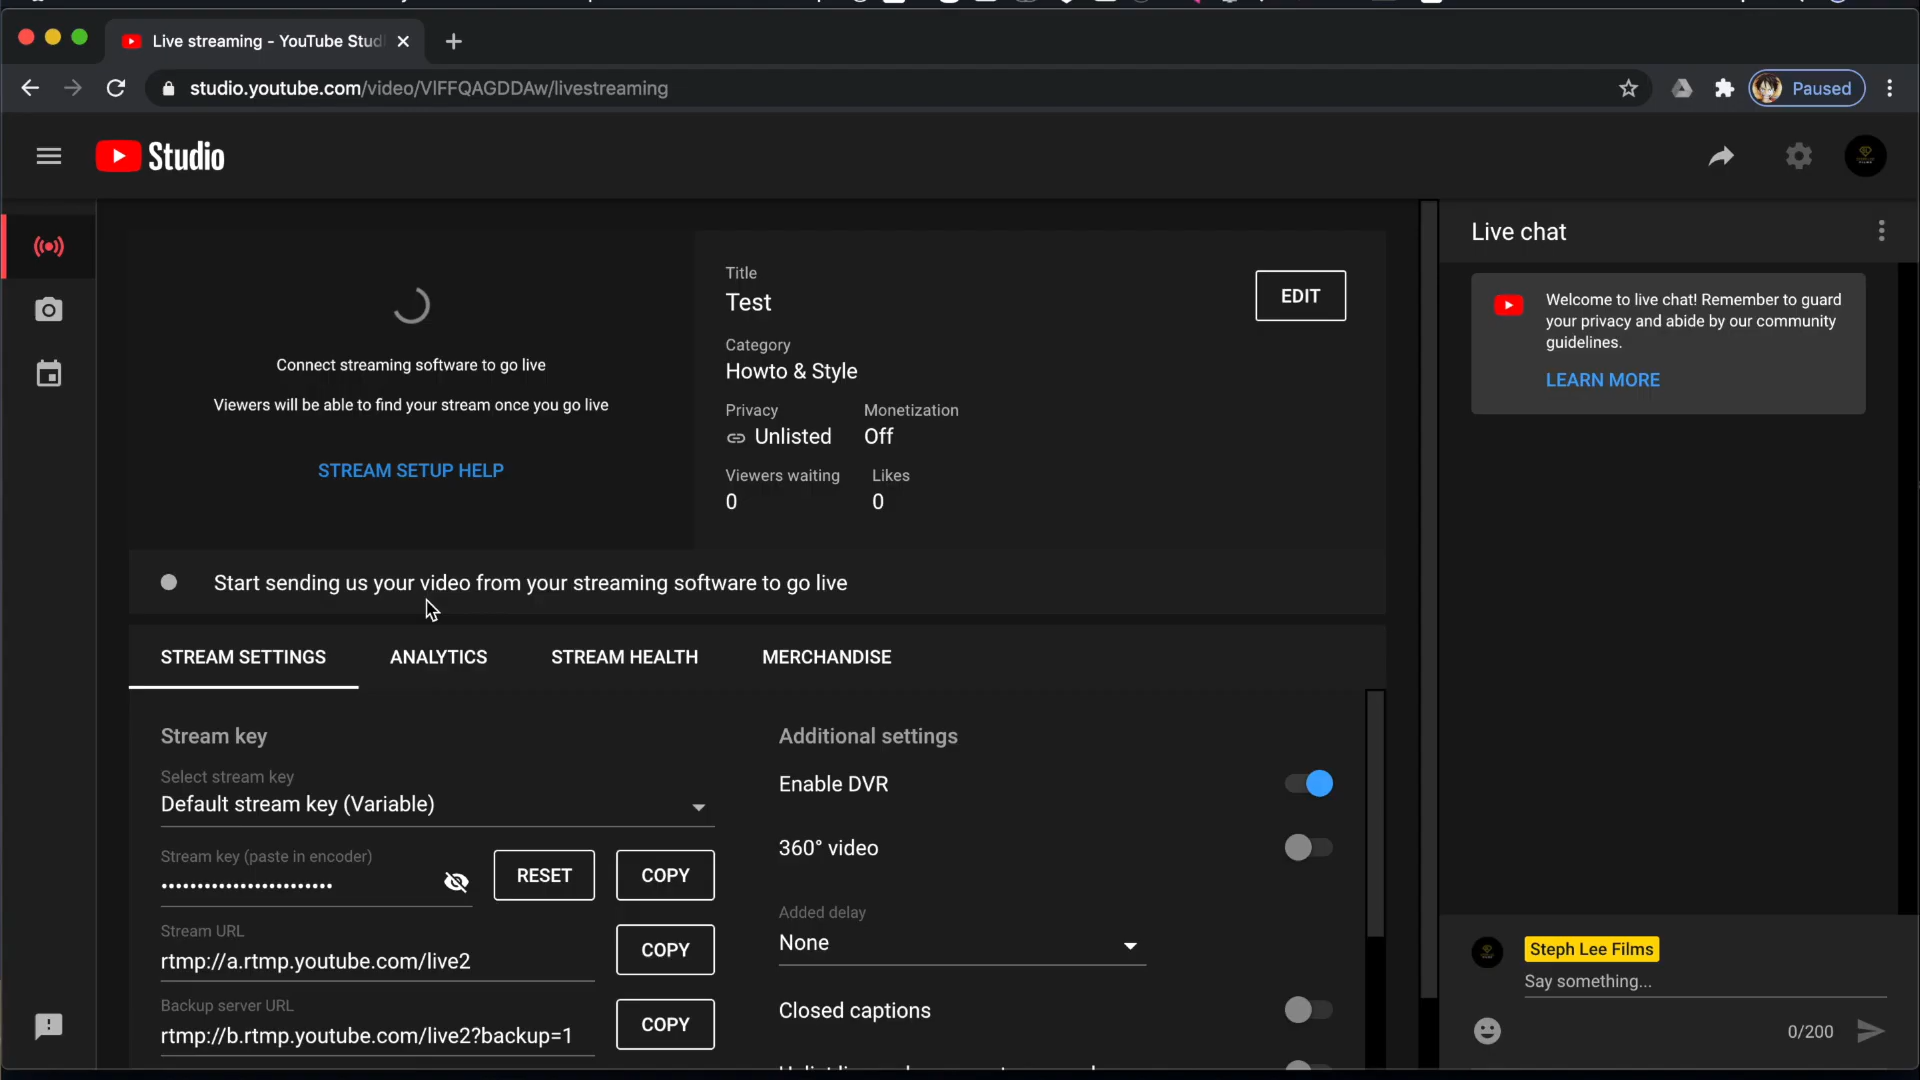 Live streaming - YouTube Stud
studio.youtube.com/video/VIFFQAGDDAw/livestreaming
Paused
Studio
Connect streaming software to go live
Viewers will be able to find your stream once you go live
STREAM SETUP HELP
Title
Test
EDIT
Category
Howto & Style
Privacy
Monetization
Unlisted
Off
Viewers waiting
Likes
0
0
Start sending us your video from your streaming software to go live
STREAM SETTINGS
ANALYTICS
STREAM HEALTH
MERCHANDISE
Stream key
Select stream key
Default stream key (Variable)
Stream key (paste in encoder)
••••••••••••••••••••••••
RESET
COPY
Stream URL
rtmp://a.rtmp.youtube.com/live2
COPY
Backup server URL
rtmp://b.rtmp.youtube.com/live2?backup=1
COPY
Additional settings
Enable DVR
360° video
Added delay
None
Closed captions
Live chat
Welcome to live chat! Remember to guard
your privacy and abide by our community
guidelines.
LEARN MORE
Steph Lee Films
Say something...
0/200